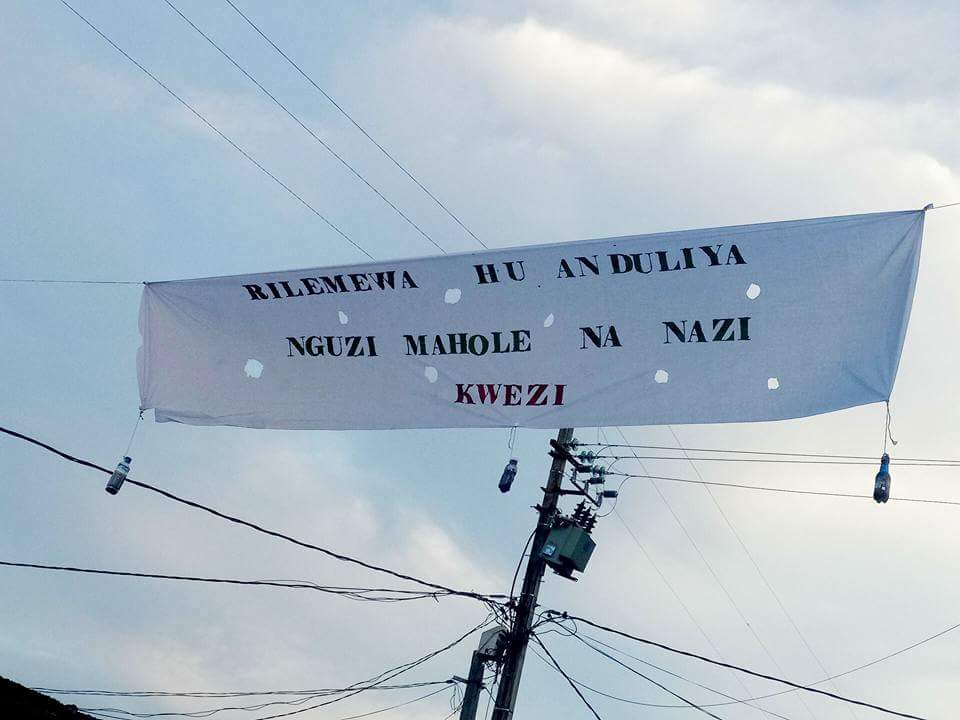 RILEMEWA HU ANDULIYA
NGUZI MAHOLE NA NAZI
KWEZI